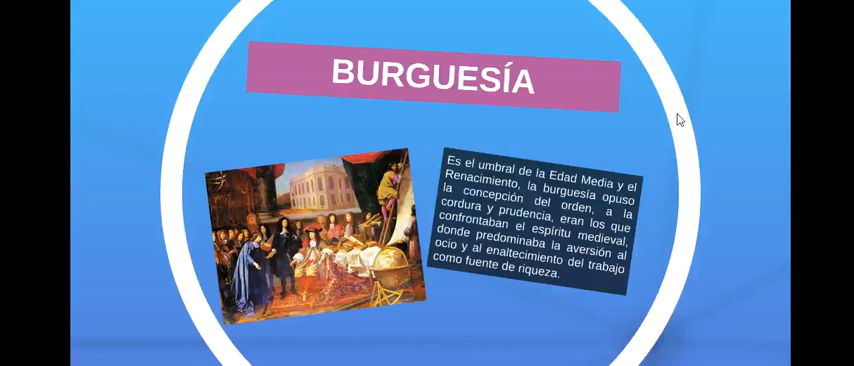 BURGUESÍA
Es el umbral de la Edad Media y el
Renacimiento, la burguesía opuso
la concepción del orden, a la
cordura y prudencia, eran los que
confrontaban el espíritu medieval,
donde predominaba la aversión al
ocio y al enaltecimiento del trabajo
como fuente de riqueza.